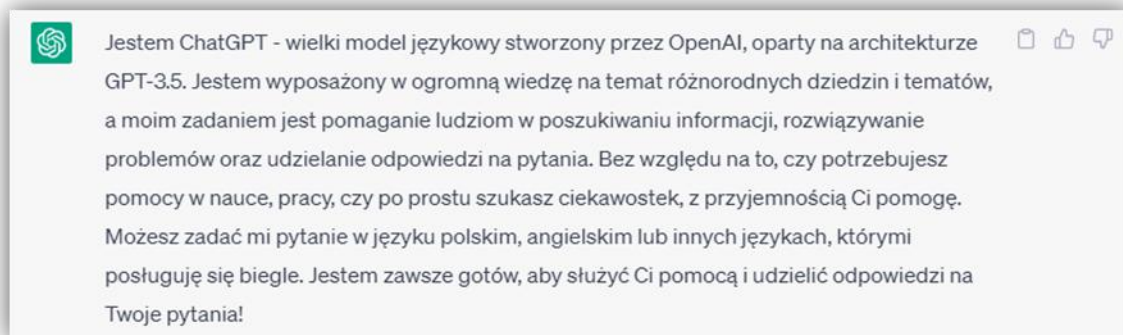 Jestem ChatGPT - wielki model językowy stworzony przez OpenAI, oparty na architekturze
GPT-3.5. Jestem wyposażony w ogromną wiedzę na temat różnorodnych dziedzin i tematów,
a moim zadaniem jest pomaganie ludziom w poszukiwaniu informacji, rozwiązywanie
problemów oraz udzielanie odpowiedzi na pytania. Bez względu na to, czy potrzebujesz
pomocy w nauce, pracy, czy po prostu szukasz ciekawostek, z przyjemnością Ci pomogę.
Możesz zadać mi pytanie w języku polskim, angielskim lub innych językach, którymi
posługuję się biegle. Jestem zawsze gotów, aby służyć Ci pomocą i udzielić odpowiedzi na
Twoje pytania!